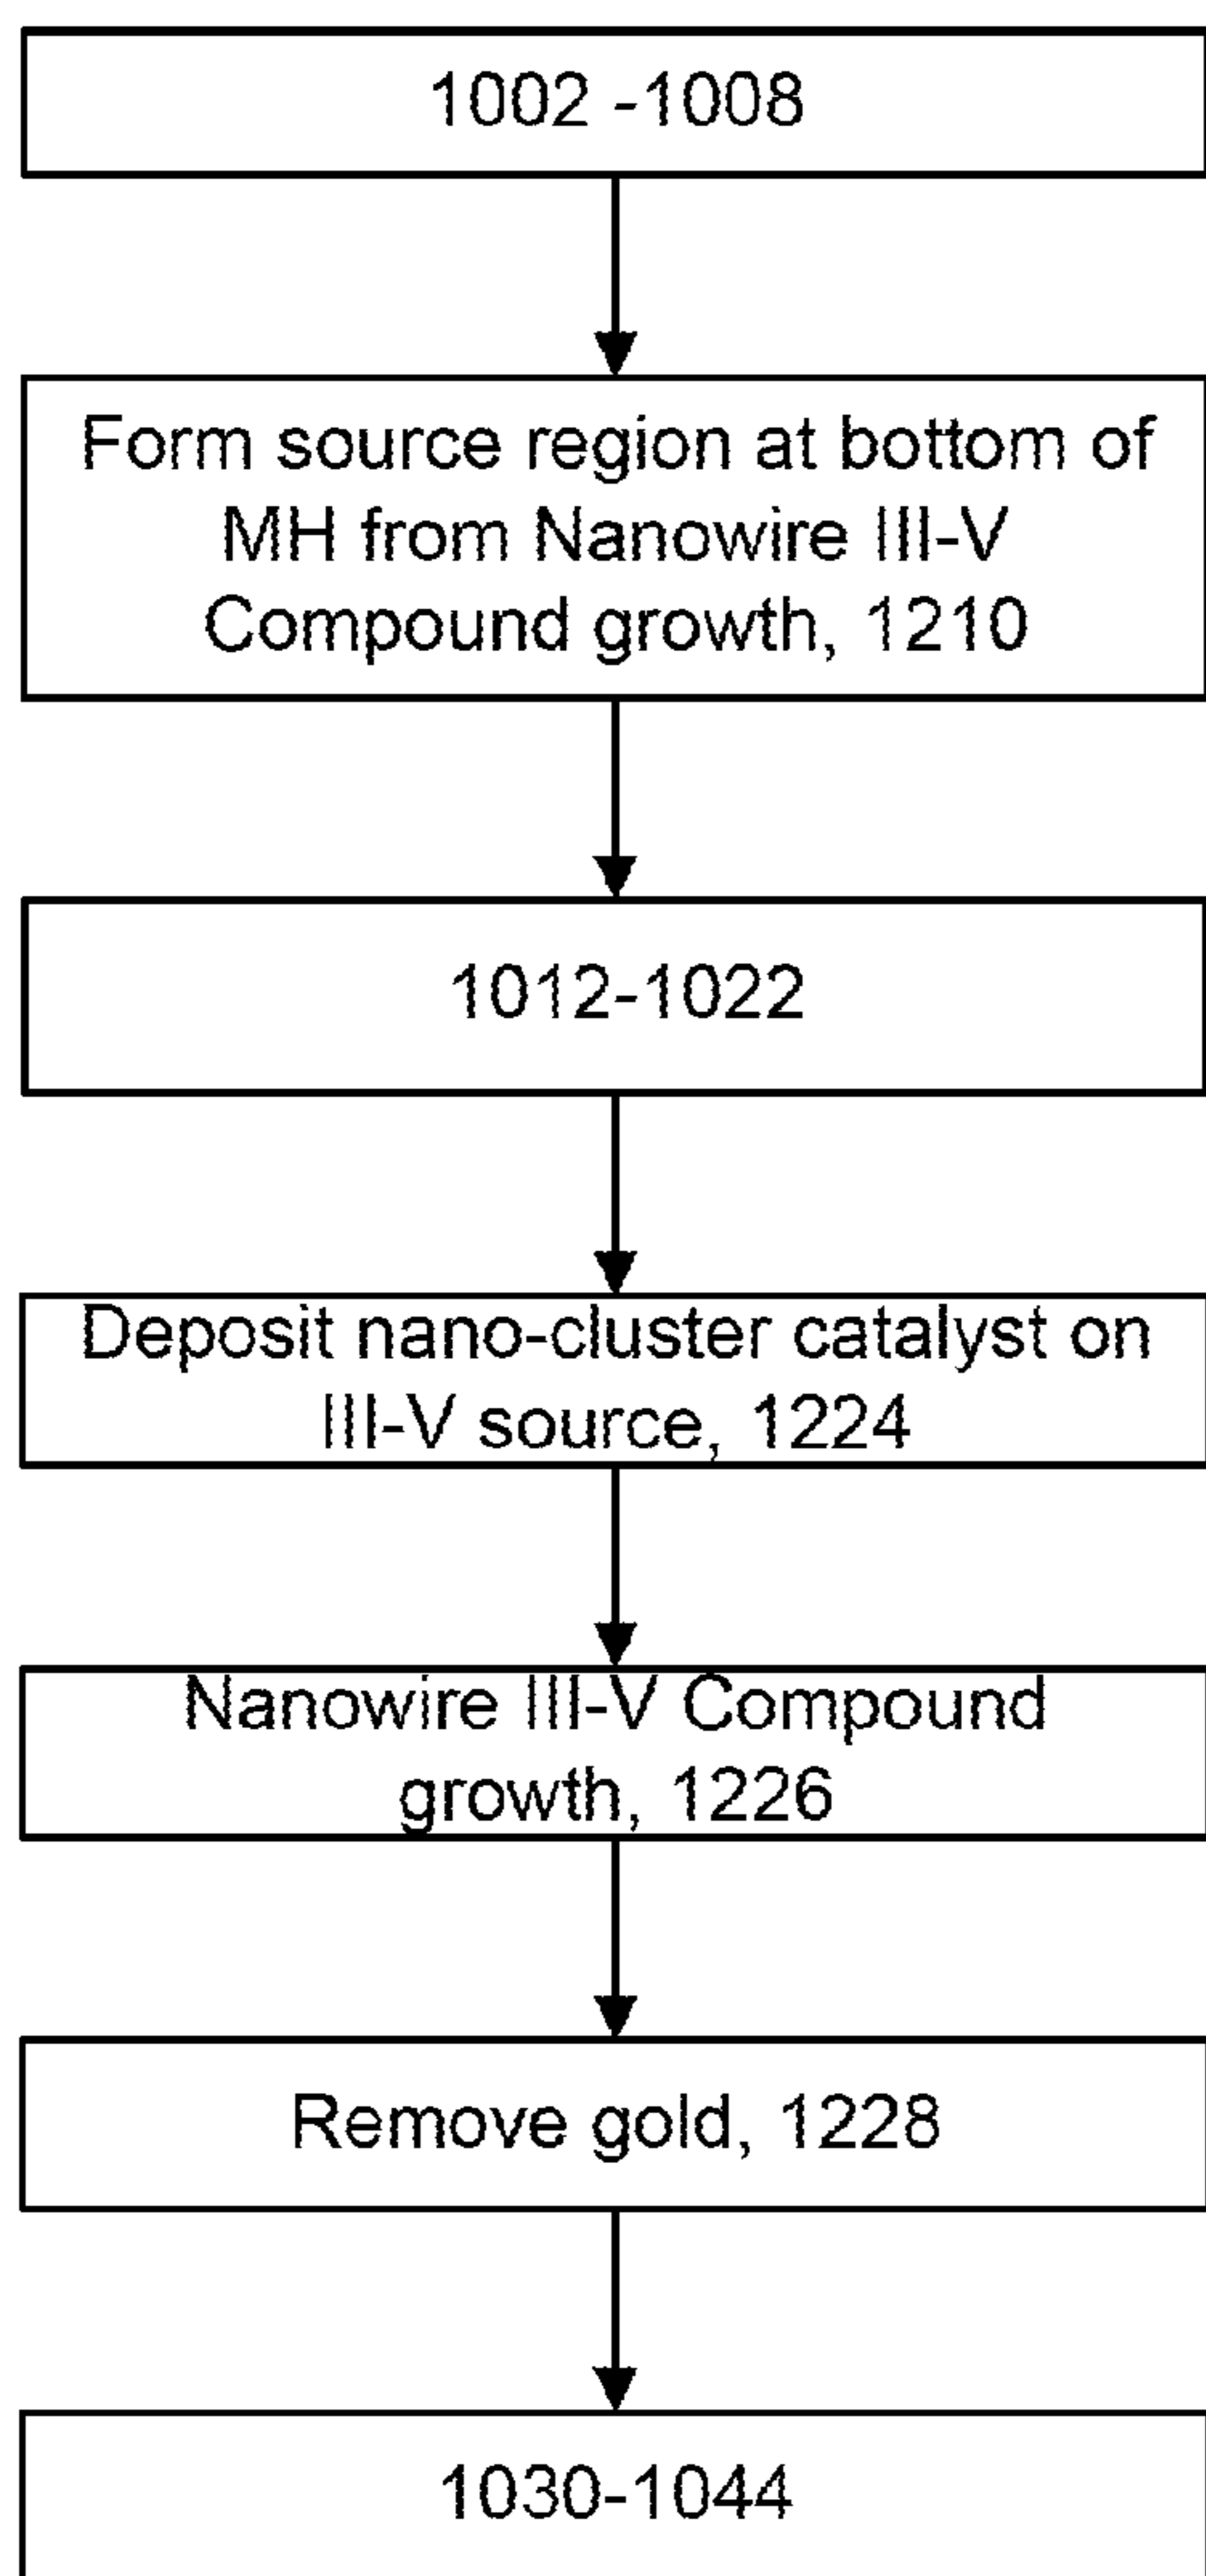 1002 -1008
Form source region at bottom of
MH from Nanowire III-V
Compound growth, 1210
1012-1022
Deposit nano-cluster catalyst on
III-V source, 1224
Nanowire III-V Compound
growth, 1226
Remove gold, 1228
1030-1044